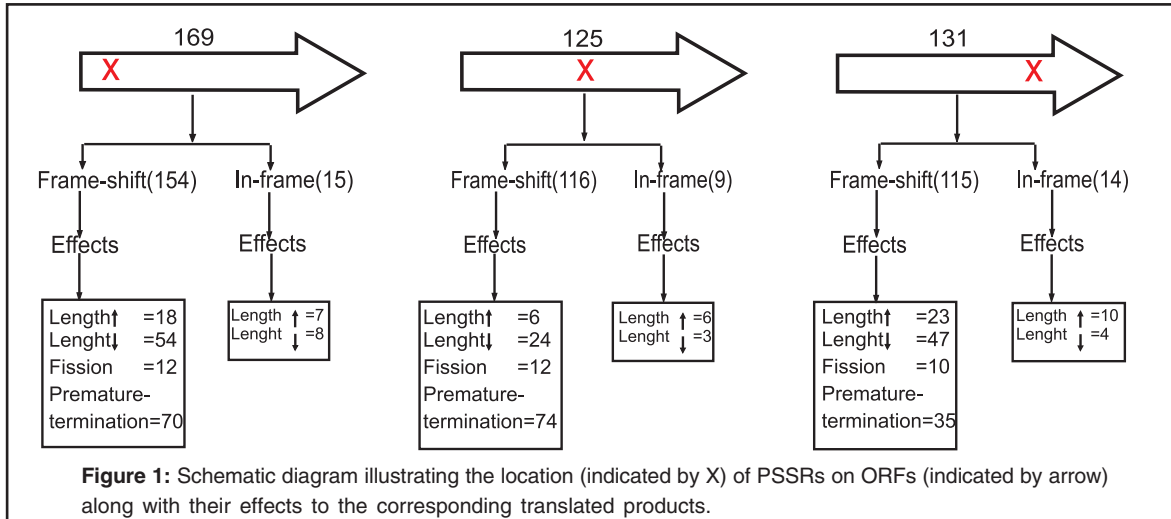 169
X
Frame-shift(154)
In-frame(15)
Effects
Effects
Length↑ =18
Lenght↓ =54
Fission =12
Premature-
termination=70
Length ↑ =7
Lenght ↓ =8
125
X
Frame-shift(116)
In-frame(9)
Effects
Effects
Length↑ =6
Lenght↓ =24
Fission =12
Premature-
termination=74
Length ↑ =6
Lenght ↓ =3
131
X
Frame-shift(115)
In-frame(14)
Effects
Effects
Length↑ =23
Lenght↓ =47
Fission =10
Premature-
termination=35
Length ↑ =10
Lenght ↓ =4
Figure 1: Schematic diagram illustrating the location (indicated by X) of PSSRs on ORFs (indicated by arrow)
along with their effects to the corresponding translated products.